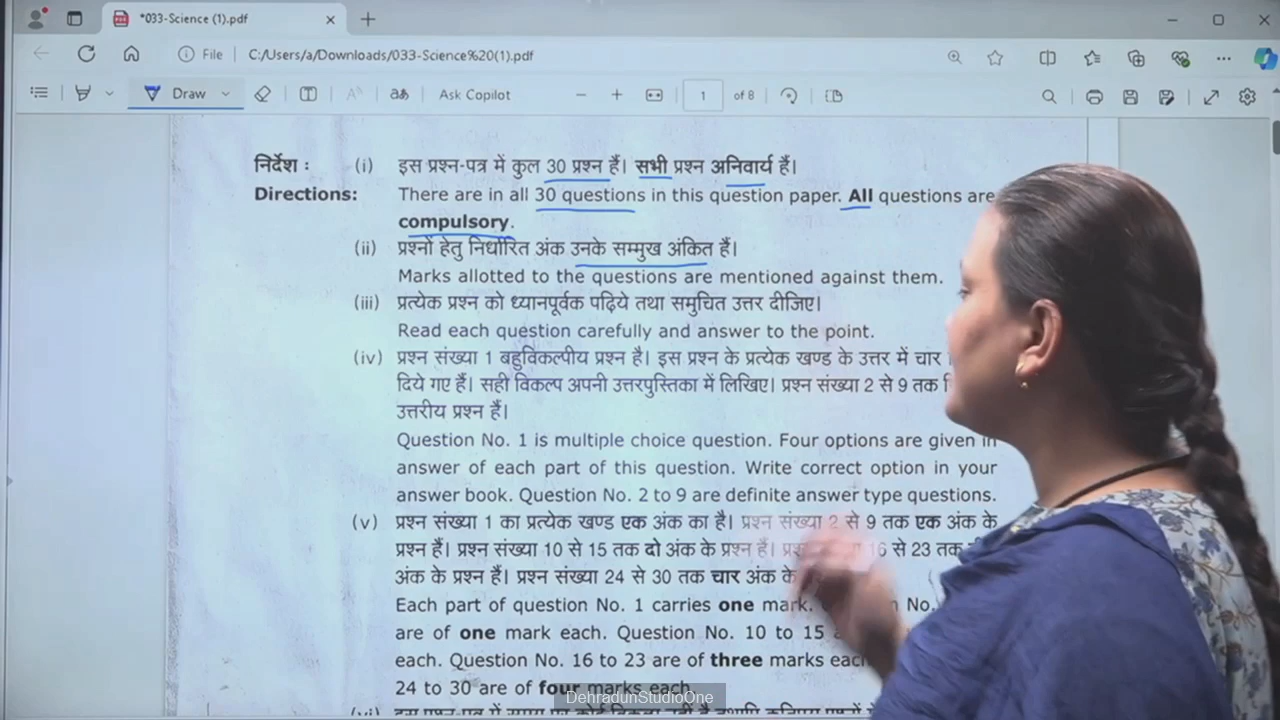 *033-Science (1).pdf
File C:/Users/a/Downloads/033-Science%20(1).pdf
Draw aあ Ask Copilot 1 of 8
निर्देश : (i) इस प्रश्न-पत्र में कुल 30 प्रश्न हैं। सभी प्रश्न अनिवार्य हैं।
Directions: There are in all 30 questions in this question paper. All questions are
compulsory.
(ii) प्रश्नों हेतु निर्धारित अंक उनके सम्मुख अंकित हैं।
Marks allotted to the questions are mentioned against them.
(iii) प्रत्येक प्रश्न को ध्यानपूर्वक पढ़िये तथा समुचित उत्तर दीजिए।
Read each question carefully and answer to the point.
(iv) प्रश्न संख्या 1 बहुविकल्पीय प्रश्न है। इस प्रश्न के प्रत्येक खण्ड के उत्तर में चार
दिये गए हैं। सही विकल्प अपनी उत्तरपुस्तिका में लिखिए। प्रश्न संख्या 2 से 9 तक
उत्तरीय प्रश्न हैं।
Question No. 1 is multiple choice question. Four options are given in
answer of each part of this question. Write correct option in your
answer book. Question No. 2 to 9 are definite answer type questions.
(v) प्रश्न संख्या 1 का प्रत्येक खण्ड एक अंक का है। प्रश्न संख्या 2 से 9 तक एक अंक के
प्रश्न हैं। प्रश्न संख्या 10 से 15 तक दो अंक के प्रश्न हैं। 16 से 23 तक
अंक के प्रश्न हैं। प्रश्न संख्या 24 से 30 तक चार अंक के
Each part of question No. 1 carries one mark. No.
are of one mark each. Question No. 10 to 15
each. Question No. 16 to 23 are of three marks each
24 to 30 are of four marks each.
DehradunStudioOne